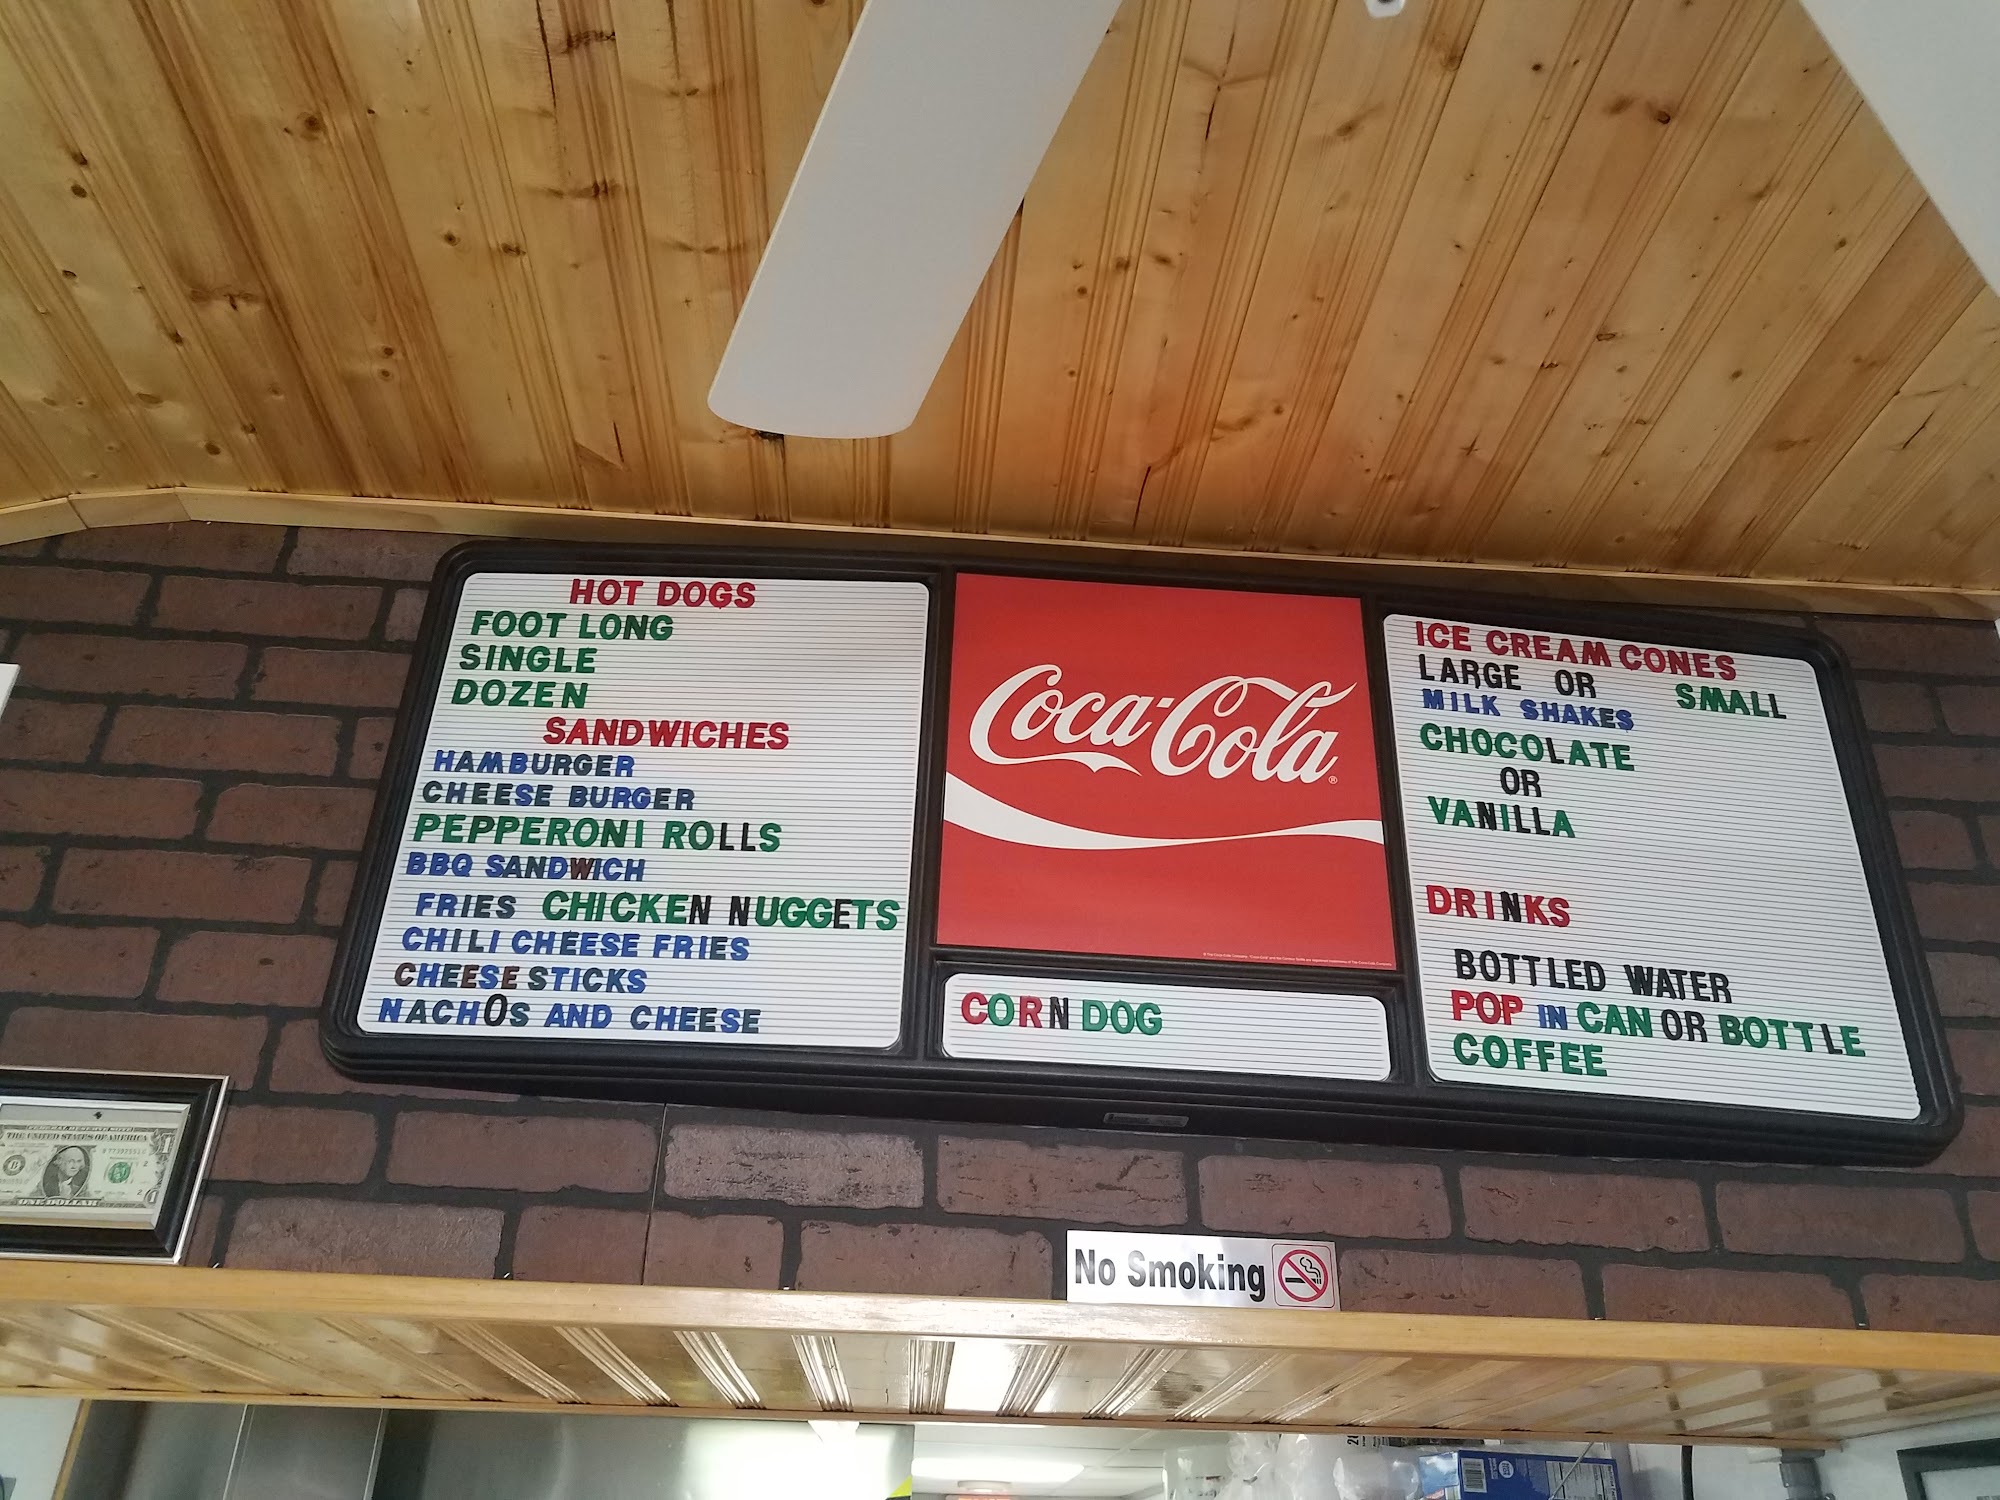 HOT DOGS
FOOT LONG
SINGLE
DOZEN
SANDWICHES
HAMBURGER
CHEESE BURGER
PEPPERONI ROLLS
BBQ SANDWICH
FRIES CHICKEN NUGGETS
CHILI CHEESE FRIES
CHEESE STICKS
NACHOS AND CHEESE
Coca-Cola®
CORN DOG
ICE CREAM CONES
LARGE OR SMALL
MILK SHAKES
CHOCOLATE
OR
VANILLA
DRINKS
BOTTLED WATER
POP IN CAN OR BOTTLE
COFFEE
FEDERAL RESERVE NOTE
THE UNITED STATES OF AMERICA
ONE DOLLAR
No Smoking